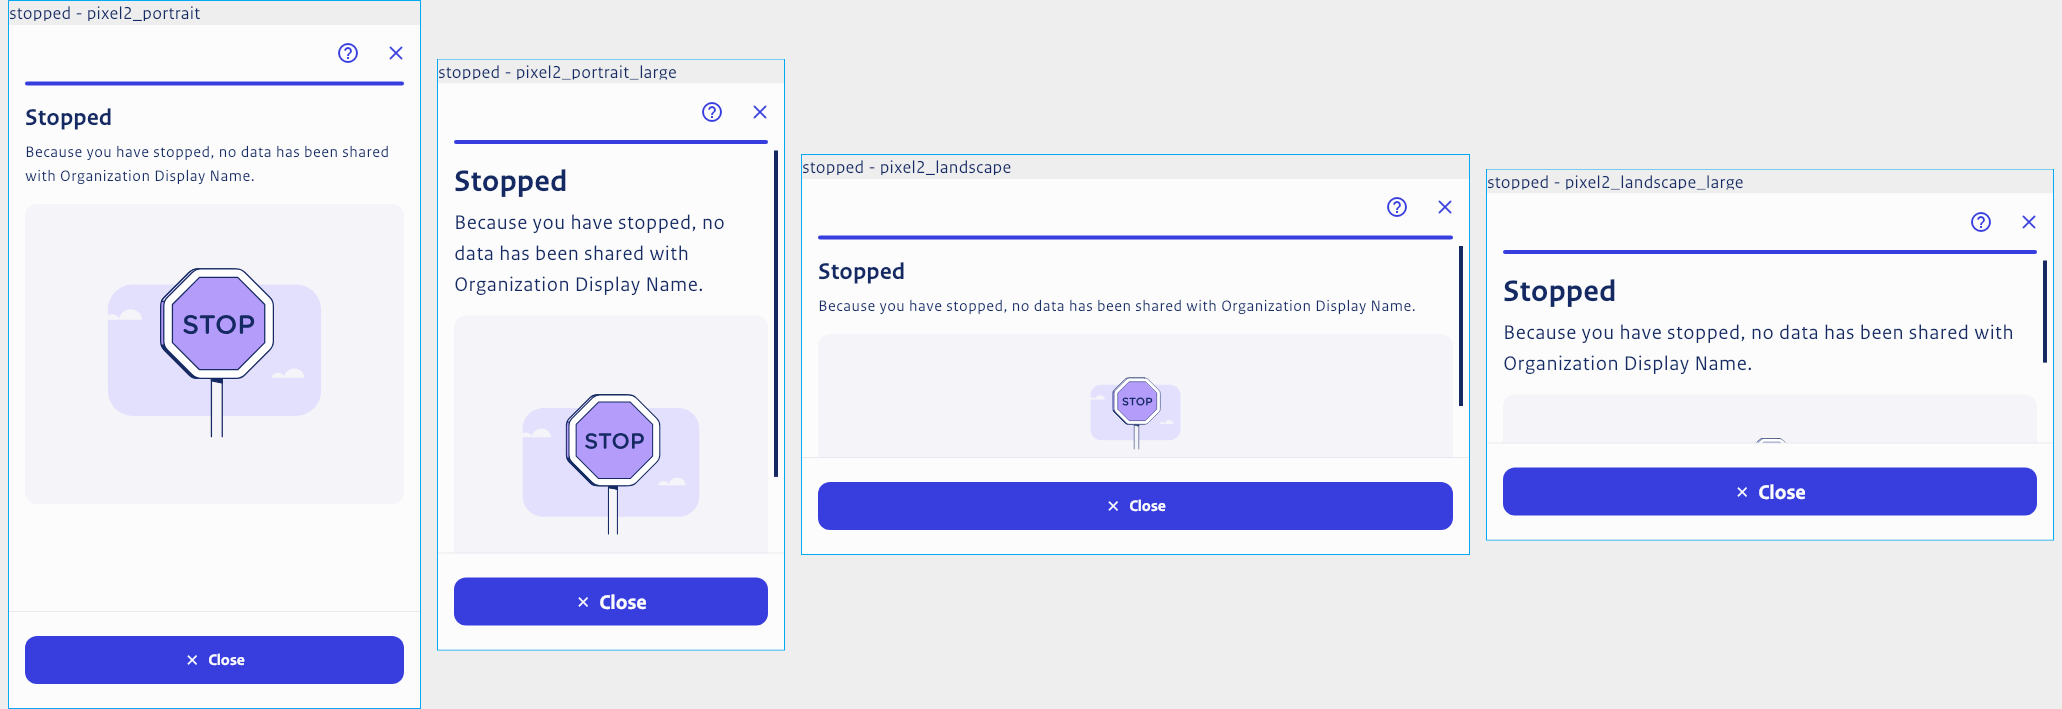 stopped - pixel2_portrait
Stopped
Because you have stopped, no data has been shared
with Organization Display Name.
STOP
Close
stopped - pixel2_portrait_large
Stopped
Because you have stopped, no
data has been shared with
Organization Display Name.
STOP
Close
stopped - pixel2_landscape
Stopped
Because you have stopped, no data has been shared with Organization Display Name.
STOP
Close
stopped - pixel2_landscape_large
Stopped
Because you have stopped, no data has been shared with
Organization Display Name.
Close